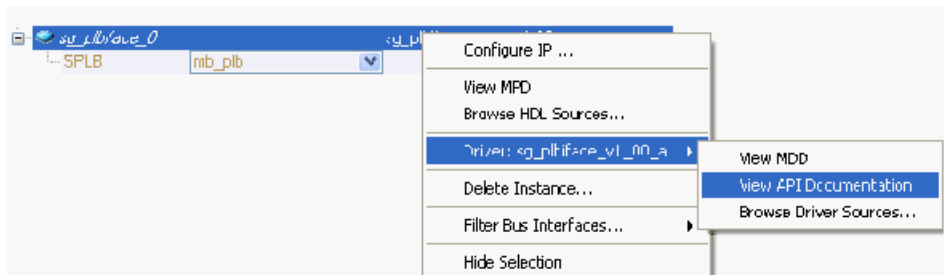 sg_plbiface_0 sg_pl
SPLB mb_plb
Configure IP ...
View MPD
Browse HDL Sources...
Driver: sg_plbiface_v1_00_a
View MDD
View API Documentation
Browse Driver Sources...
Delete Instance...
Filter Bus Interfaces...
Hide Selection